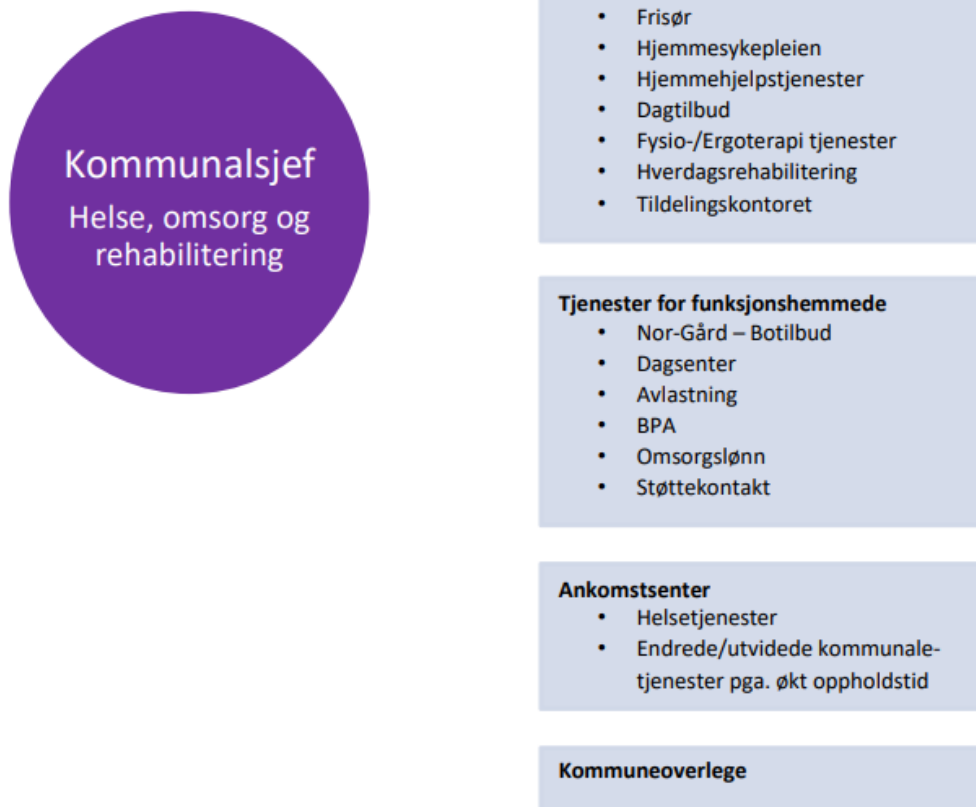 Kommunalsjef
Helse, omsorg og
rehabilitering
• Frisør
• Hjemmesykepleien
• Hjemmehjelpstjenester
• Dagtilbud
• Fysio-/Ergoterapi tjenester
• Hverdagsrehabilitering
• Tildelingskontoret
Tjenester for funksjonshemmede
• Nor-Gård – Botilbud
• Dagsenter
• Avlastning
• BPA
• Omsorgslønn
• Støttekontakt
Ankomstsenter
• Helsetjenester
• Endrede/utvidede kommunale-
tjenester pga. økt oppholdstid
Kommuneoverlege